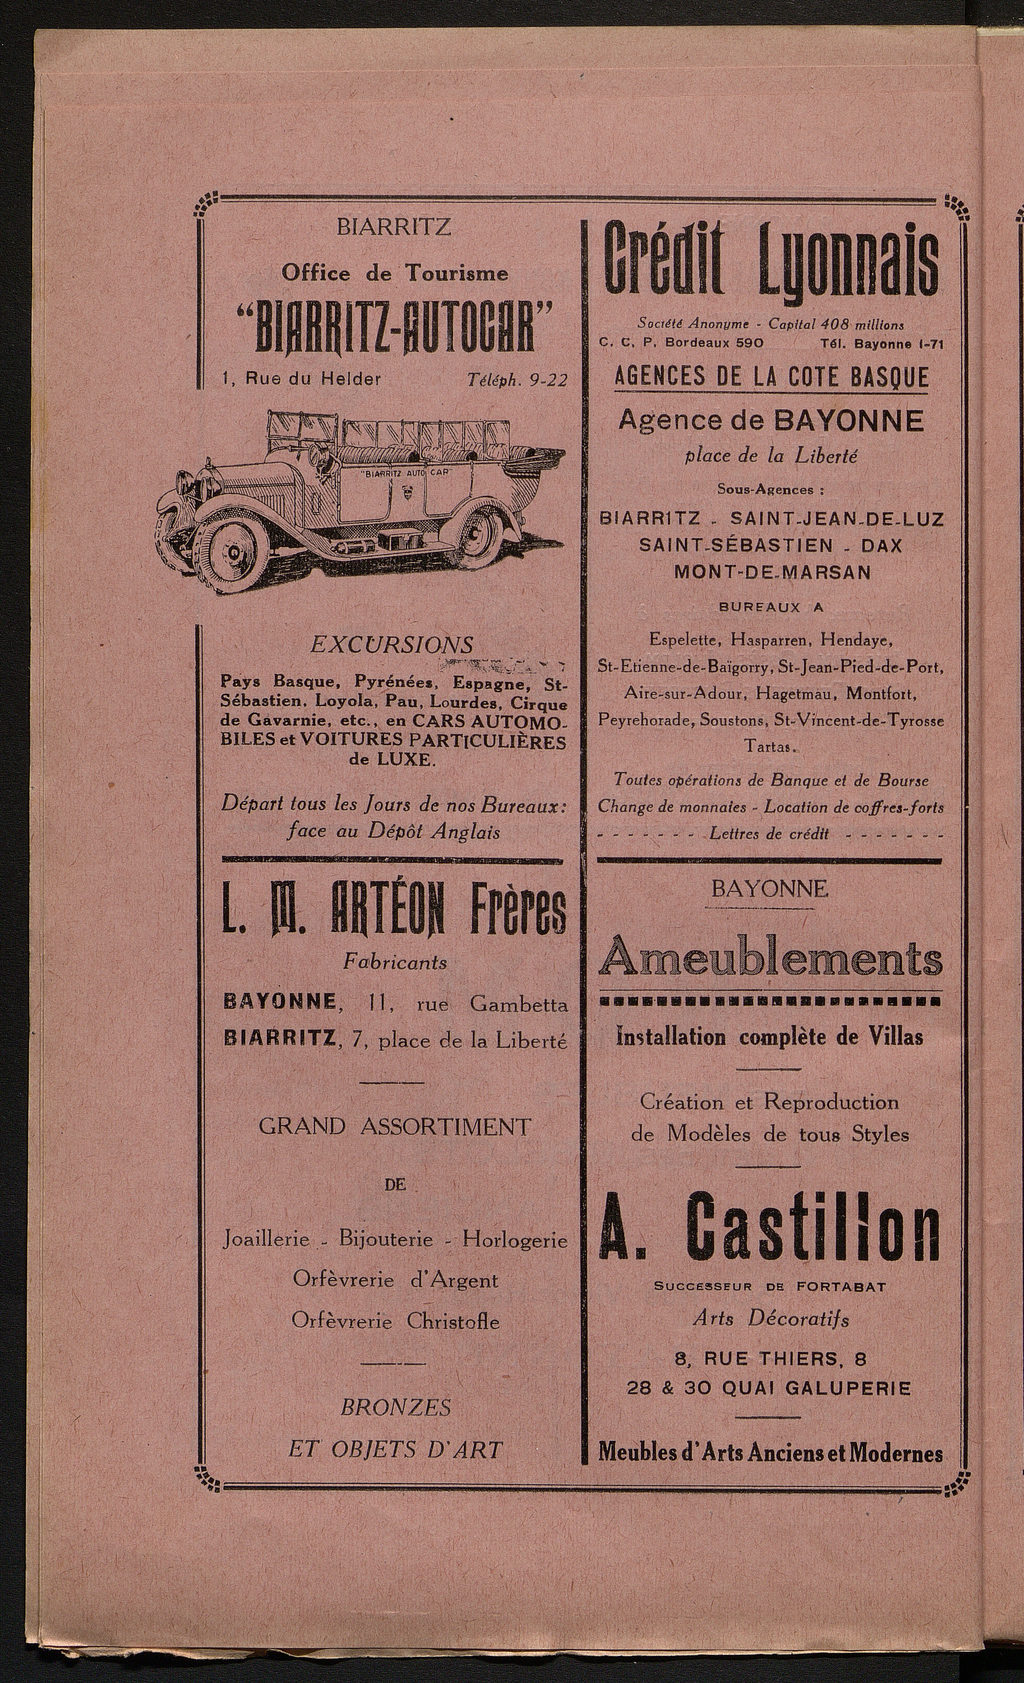 BIARRITZ
Office de Tourisme
“BIARRITZ-AUTOCAR”
1, Rue du Helder Téléph. 9-22
"BIARRITZ AUTO CAR"
EXCURSIONS
Pays Basque, Pyrénées, Espagne, St-
Sébastien, Loyola, Pau, Lourdes, Cirque
de Gavarnie, etc., en CARS AUTOMO-
BILES et VOITURES PARTICULIÈRES
de LUXE.
Départ tous les Jours de nos Bureaux:
face au Dépôt Anglais
L. M. ARTÉON Frères
Fabricants
BAYONNE, 11, rue Gambetta
BIARRITZ, 7, place de la Liberté
GRAND ASSORTIMENT
DE
Joaillerie - Bijouterie - Horlogerie
Orfèvrerie d'Argent
Orfèvrerie Christofle
BRONZES
ET OBJETS D'ART
Crédit Lyonnais
Société Anonyme - Capital 408 millions
C. C. P. Bordeaux 590 Tél. Bayonne 1-71
AGENCES DE LA COTE BASQUE
Agence de BAYONNE
place de la Liberté
Sous-Agences :
BIARRITZ - SAINT-JEAN-DE-LUZ
SAINT-SÉBASTIEN - DAX
MONT-DE-MARSAN
BUREAUX A
Espelette, Hasparren, Hendaye,
St-Etienne-de-Baïgorry, St-Jean-Pied-de-Port,
Aire-sur-Adour, Hagetmau, Montfort,
Peyrehorade, Soustons, St-Vincent-de-Tyrosse
Tartas.
Toutes opérations de Banque et de Bourse
Change de monnaies - Location de coffres-forts
- - - - - - - Lettres de crédit - - - - - - -
BAYONNE
Ameublements
Installation complète de Villas
Création et Reproduction
de Modèles de tous Styles
A. Castillon
SUCCESSEUR DE FORTABAT
Arts Décoratifs
8, RUE THIERS, 8
28 & 30 QUAI GALUPERIE
Meubles d'Arts Anciens et Modernes